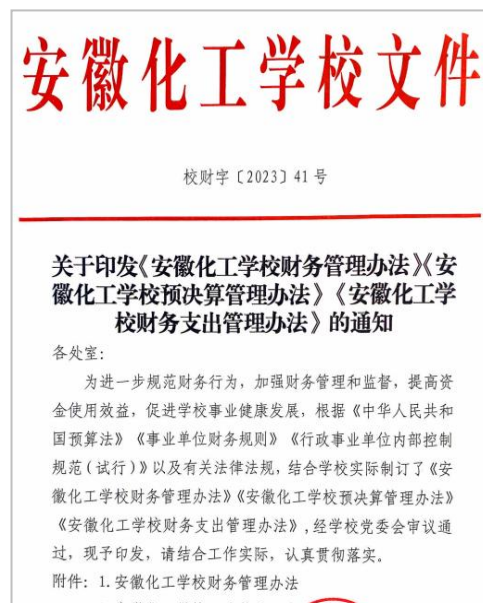 安徽化工学校文件
校财字〔2023〕41号
关于印发《安徽化工学校财务管理办法》《安
徽化工学校预决算管理办法》《安徽化工学
校财务支出管理办法》的通知
各处室：
为进一步规范财务行为，加强财务管理和监督，提高资
金使用效益，促进学校事业健康发展，根据《中华人民共和
国预算法》《事业单位财务规则》《行政事业单位内部控制
规范(试行)》以及有关法律法规，结合学校实际制订了《安
徽化工学校财务管理办法》《安徽化工学校预决算管理办法》
《安徽化工学校财务支出管理办法》,经学校党委会审议通
过，现予印发，请结合工作实际，认真贯彻落实。
附件：1.安徽化工学校财务管理办法